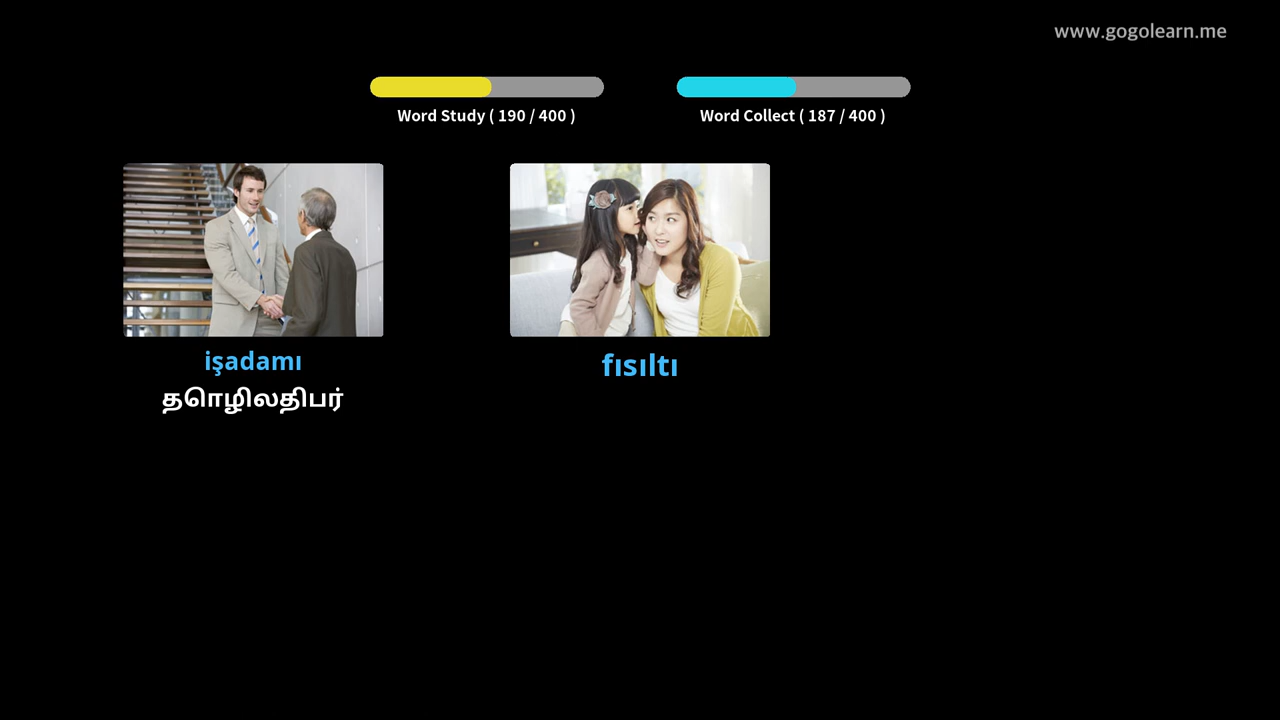 www.gogolearn.me
Word Study ( 190 / 400 )
Word Collect ( 187 / 400 )
işadamı
தொழிலதிபர்
fısıltı